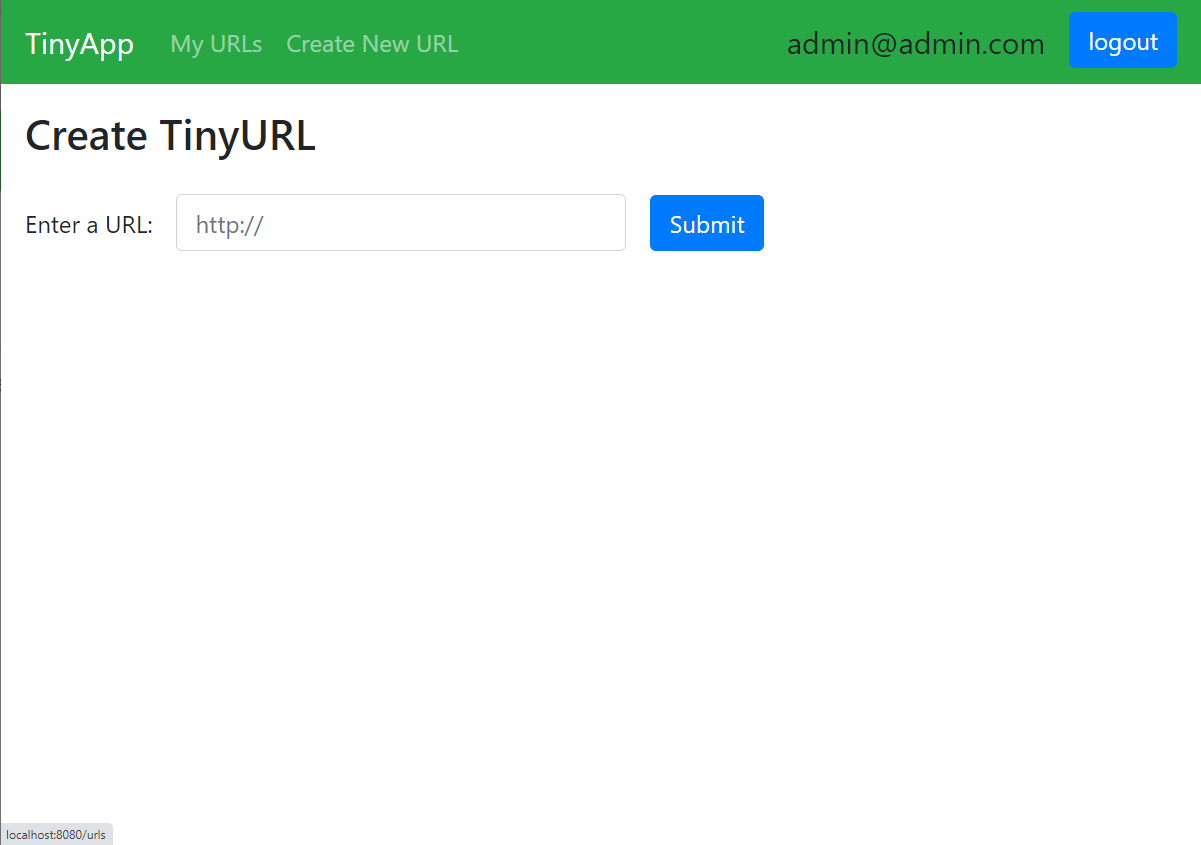 TinyApp My URLs Create New URL admin@admin.com logout
Create TinyURL
Enter a URL: http:// Submit
localhost:8080/urls